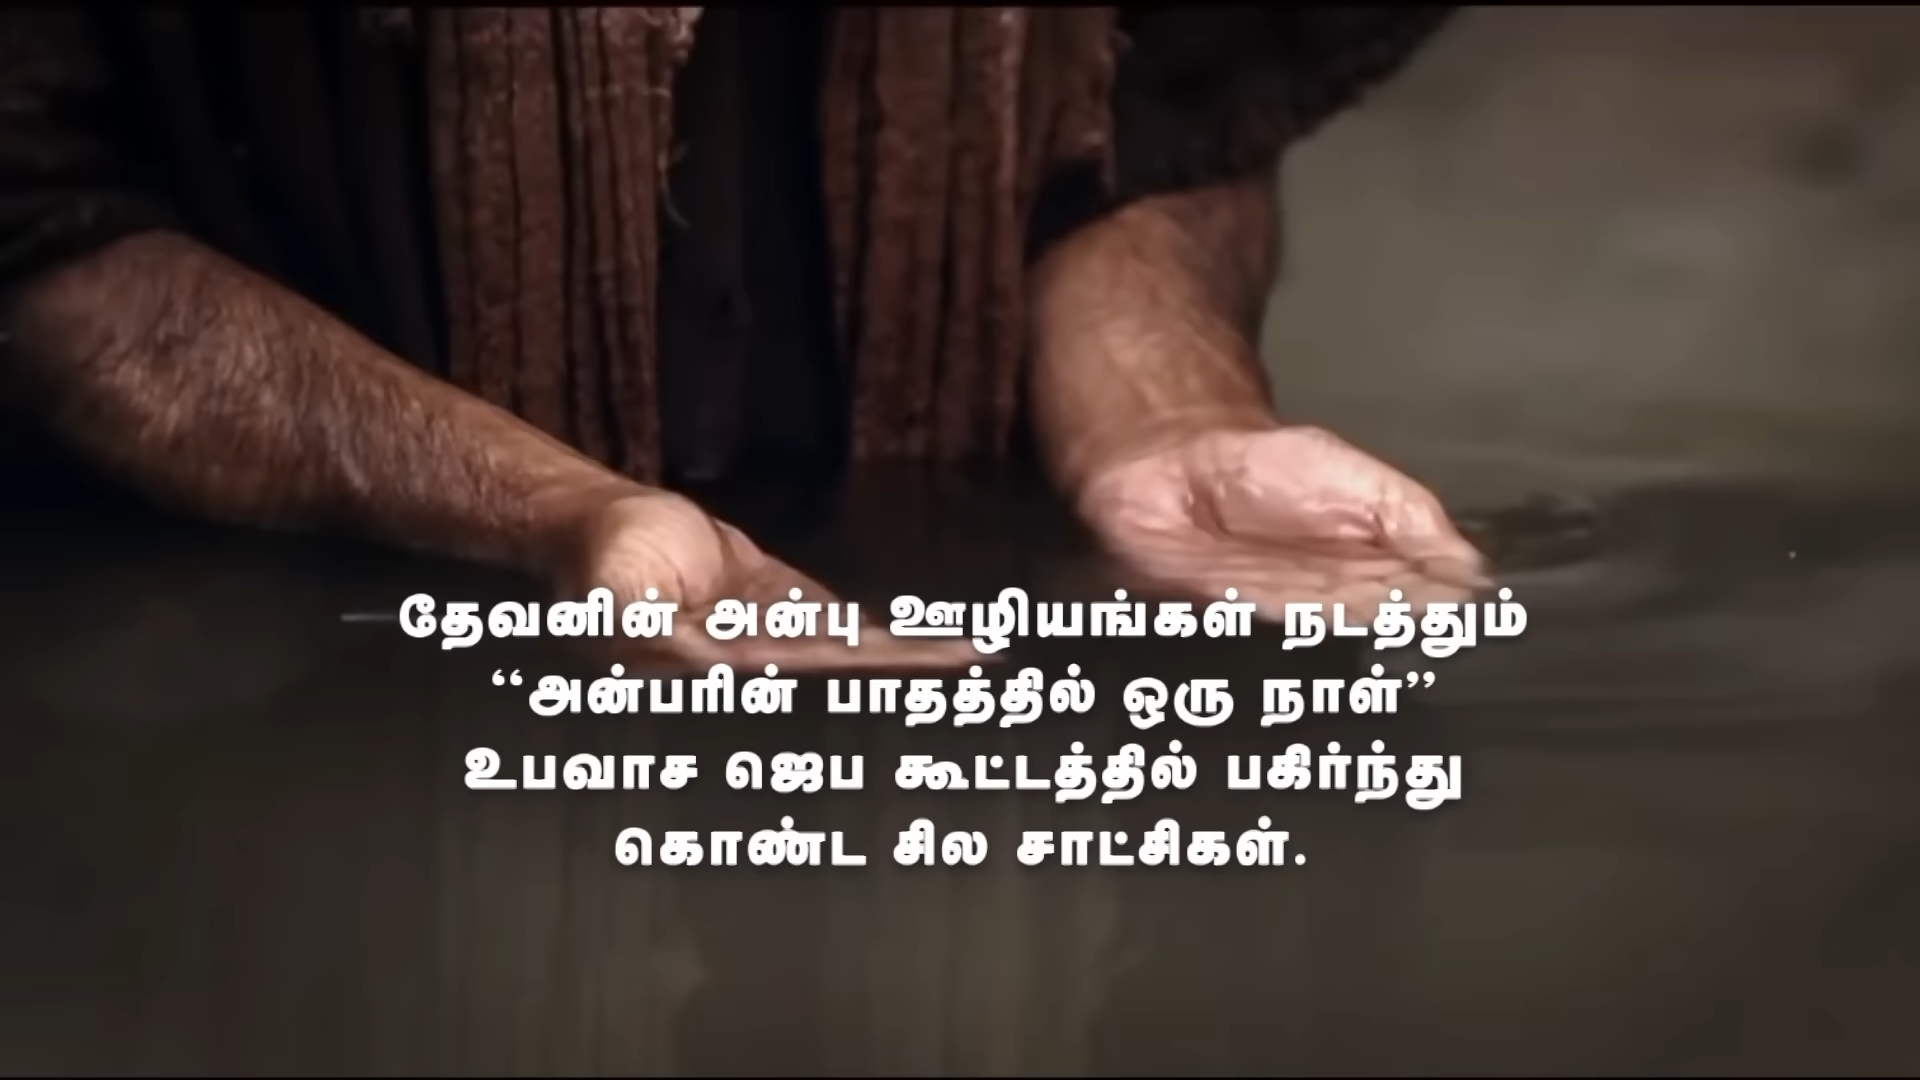 தேவனின் அன்பு ஊழியங்கள் நடத்தும்
“அன்பரின் பாதத்தில் ஒரு நாள்”
உபவாச ஜெப கூட்டத்தில் பகிர்ந்து
கொண்ட சில சாட்சிகள்.